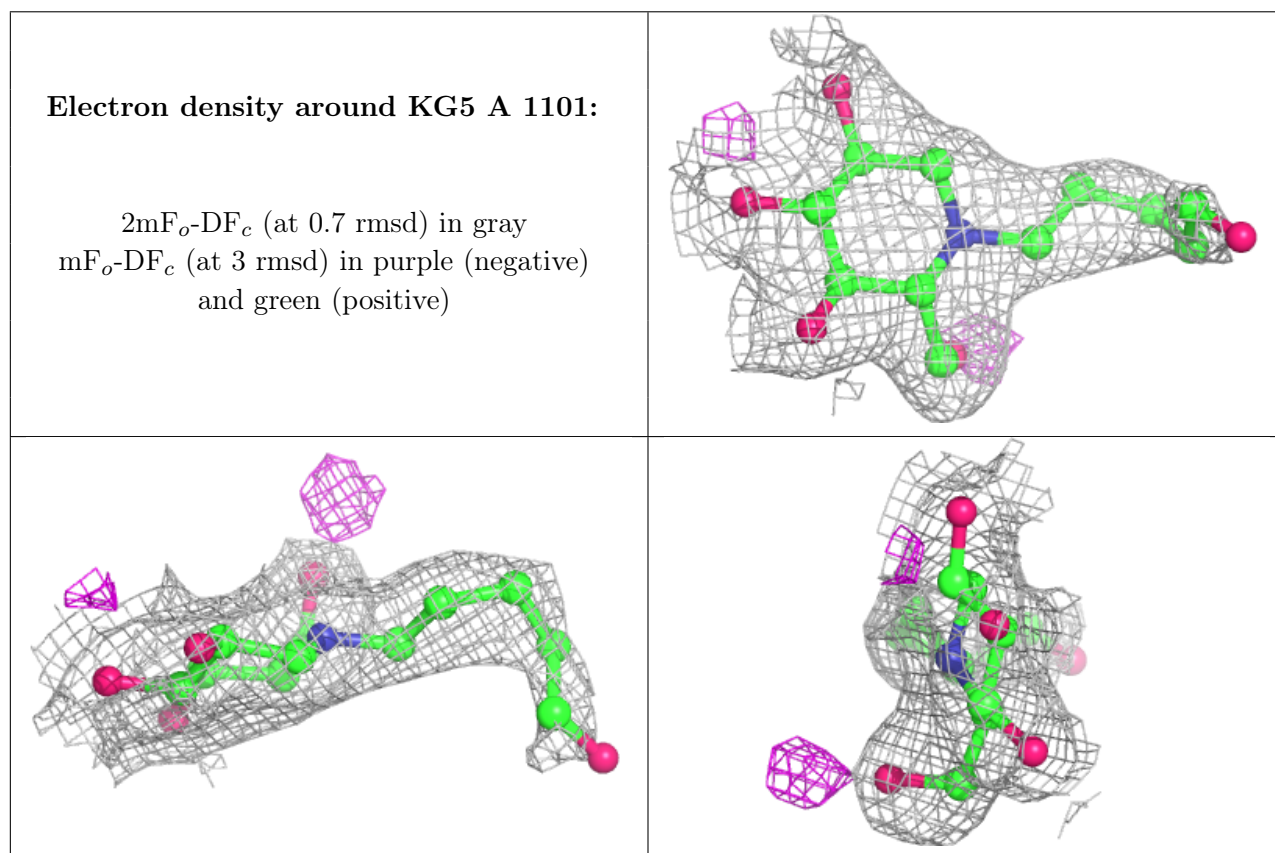 Electron density around KG5 A 1101:
2mFo-DFc (at 0.7 rmsd) in gray
mFo-DFc (at 3 rmsd) in purple (negative)
and green (positive)